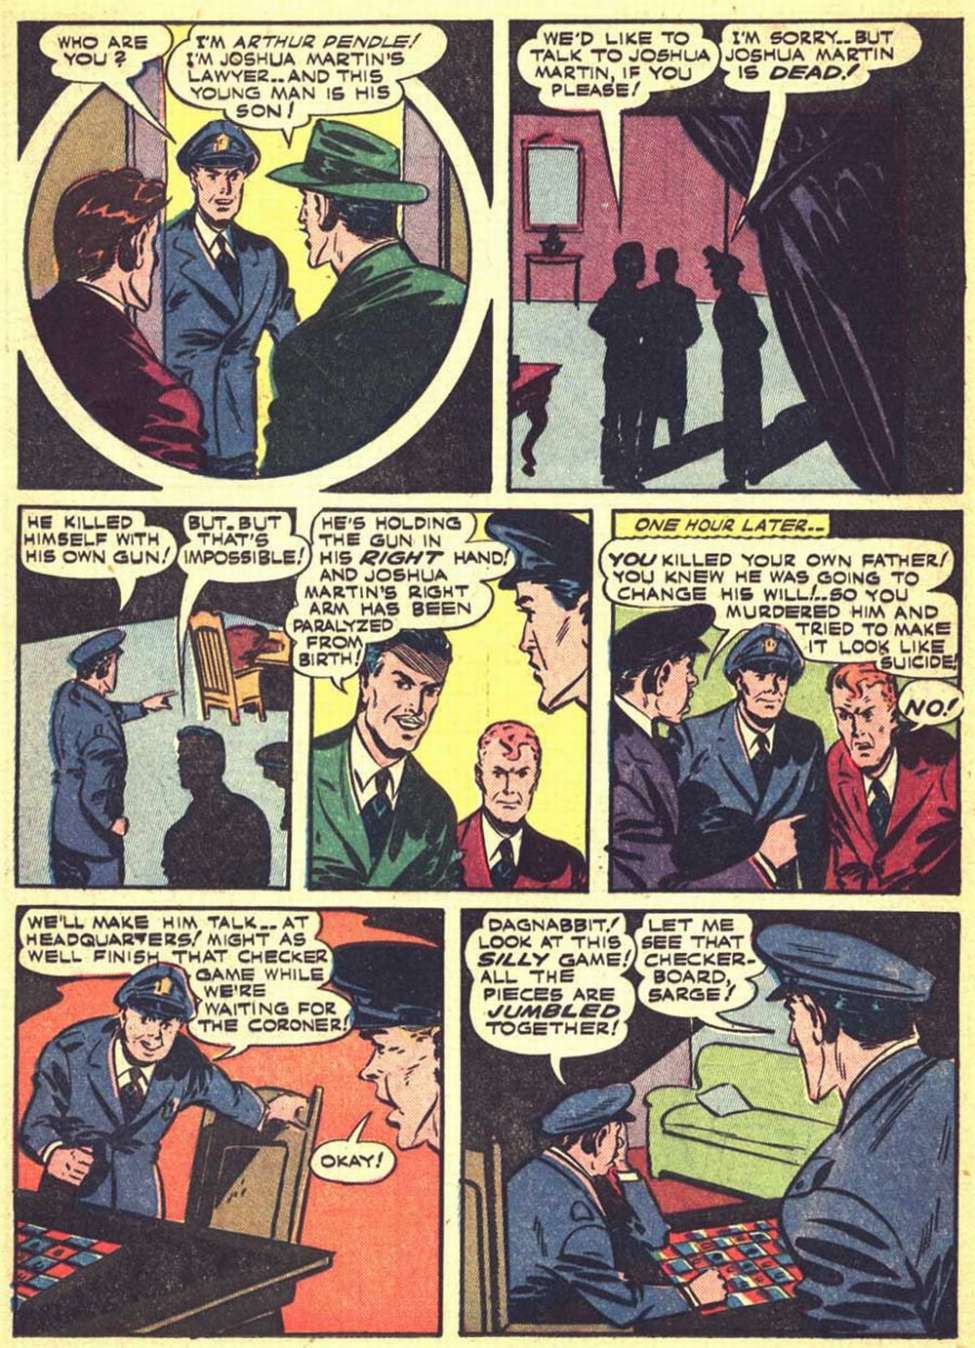 WHO ARE
YOU?
I'M ARTHUR PENDLE!
I'M JOSHUA MARTIN'S
LAWYER--AND THIS
YOUNG MAN IS HIS
SON!
WE'D LIKE TO
TALK TO JOSHUA
MARTIN, IF YOU
PLEASE!
I'M SORRY--BUT
JOSHUA MARTIN
IS DEAD!
HE KILLED
HIMSELF WITH
HIS OWN GUN!
BUT--BUT
THAT'S
IMPOSSIBLE!
HE'S HOLDING
THE GUN IN
HIS RIGHT HAND!
AND JOSHUA
MARTIN'S RIGHT
ARM HAS BEEN
PARALYZED
FROM
BIRTH!
ONE HOUR LATER--
YOU KILLED YOUR OWN FATHER!
YOU KNEW HE WAS GOING TO
CHANGE HIS WILL!--SO YOU
MURDERED HIM AND
TRIED TO MAKE
IT LOOK LIKE
SUICIDE!
NO!
WE'LL MAKE HIM TALK--AT
HEADQUARTERS! MIGHT AS
WELL FINISH THAT CHECKER
GAME WHILE
WE'RE
WAITING FOR
THE CORONER!
OKAY!
DAGNABBIT!
LOOK AT THIS
SILLY GAME!
ALL THE
PIECES ARE
JUMBLED
TOGETHER!
LET ME
SEE THAT
CHECKER-
BOARD,
SARGE!